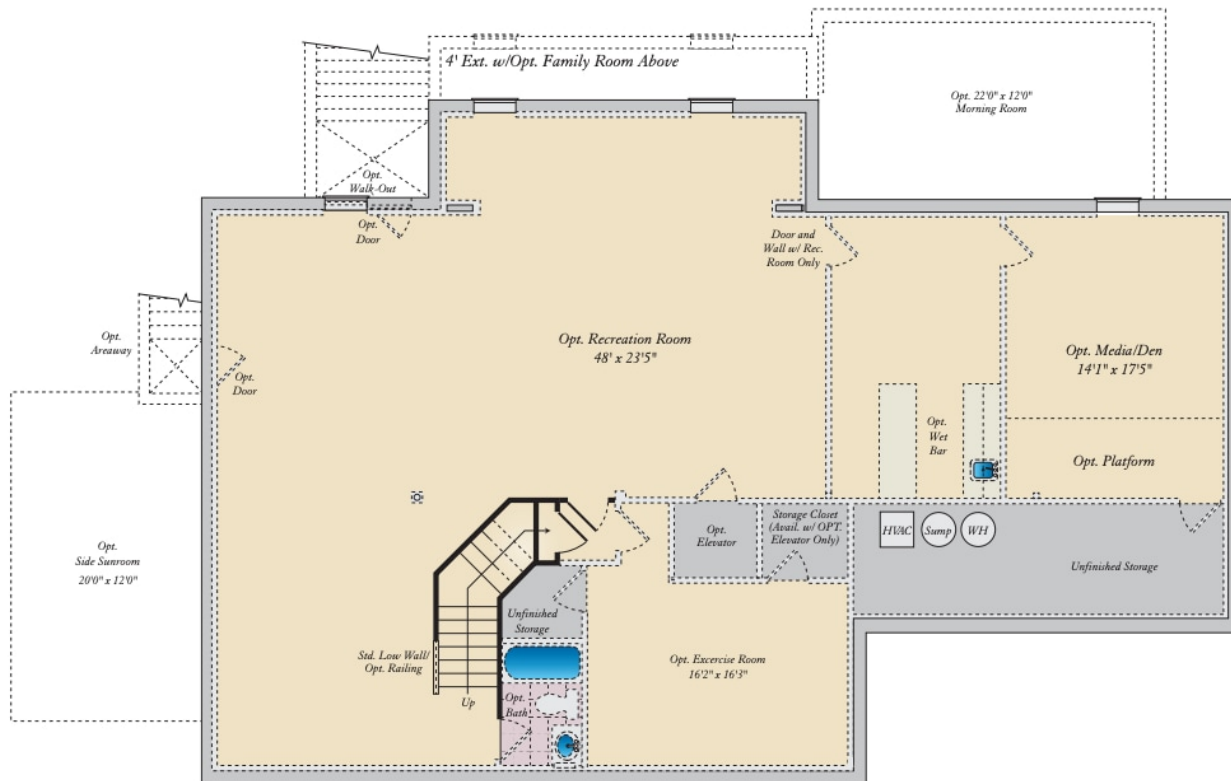 4' Ext. w/Opt. Family Room Above
Opt. 22'0" x 12'0"
Morning Room
Opt.
Walk-Out
Opt.
Door
Door and
Wall w/ Rec.
Room Only
Opt.
Areaway
Opt.
Door
Opt. Recreation Room
48' x 23'5"
Opt. Media/Den
14'1" x 17'5"
Opt.
Wet
Bar
Opt. Platform
Opt.
Elevator
Storage Closet
(Avail. w/ OPT.
Elevator Only)
HVAC
Sump
WH
Unfinished Storage
Opt.
Side Sunroom
20'0" x 12'0"
Unfinished
Storage
Std. Low Wall/
Opt. Railing
Up
Opt.
Bath
Opt. Excercise Room
16'2" x 16'3"